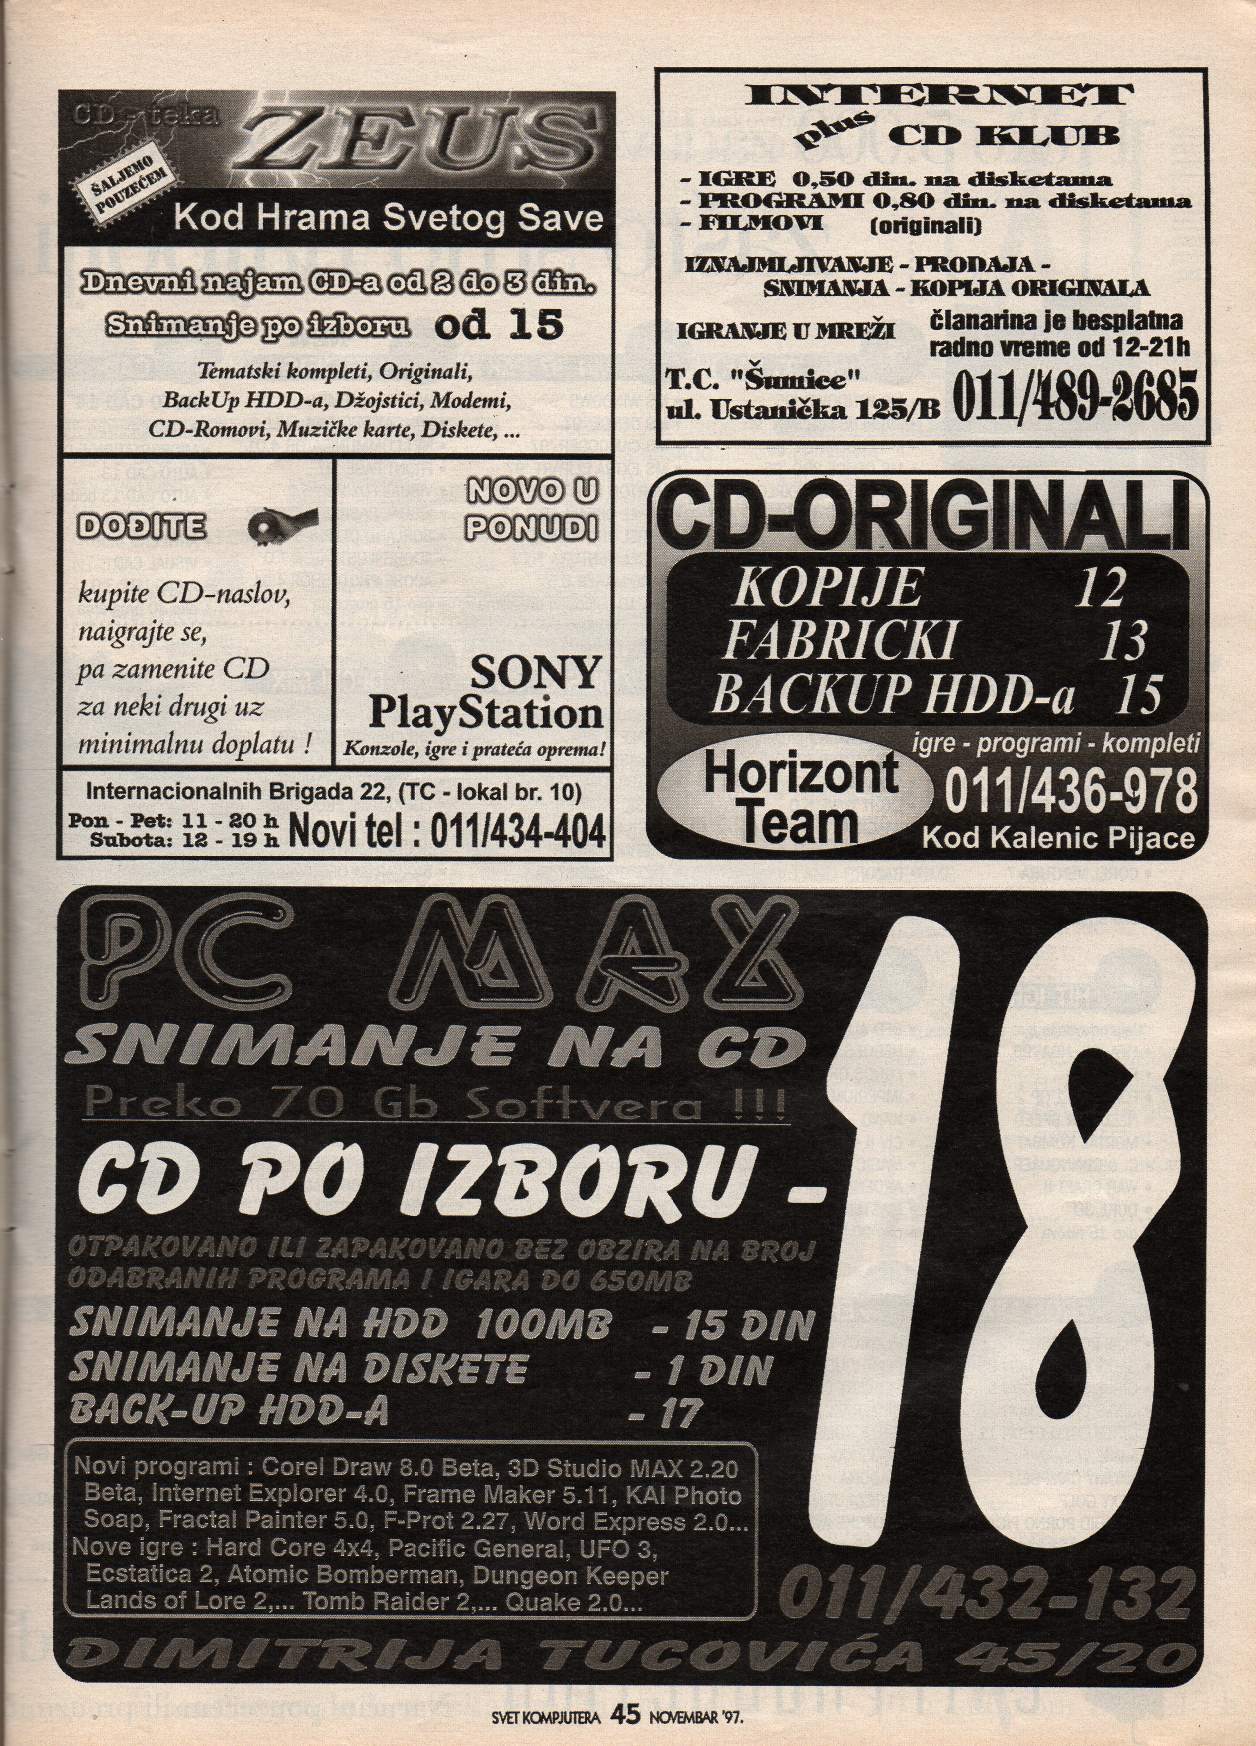 CD - teka ZEUS
ŠALJEMO
POUZEĆEM
Kod Hrama Svetog Save
Dnevni najam CD-a od 2 do 3 din.
Snimanje po izboru od 15
Tematski kompleti, Originali,
BackUp HDD-a, Džojstici, Modemi,
CD-Romovi, Muzičke karte, Diskete, ...
DOĐITE
kupite CD-naslov,
naigrajte se,
pa zamenite CD
za neki drugi uz
minimalnu doplatu !
NOVO U
PONUDI
SONY
PlayStation
Konzole, igre i prateća oprema!
Internacionalnih Brigada 22, (TC - lokal br. 10)
Pon - Pet: 11 - 20 h
Subota: 12 - 19 h
Novi tel : 011/434-404
INTERNET
plus CD KLUB
- IGRE 0,50 din. na disketama
- PROGRAMI 0,80 din. na disketama
- FILMOVI (originali)
IZNAJMLJIVANJE - PRODAJA -
SNIMANJA - KOPIJA ORIGINALA
IGRANJE U MREŽI
članarina je besplatna
radno vreme od 12-21h
T.C. "Šumice"
ul. Ustanička 125/B
011/489-2685
CD-ORIGINALI
KOPIJE 12
FABRICKI 13
BACKUP HDD-a 15
igre - programi - kompleti
Horizont
Team
011/436-978
Kod Kalenic Pijace
PC MAX
SNIMANJE NA CD
Preko 70 Gb Softvera !!!
CD PO IZBORU - 18
OTPAKOVANO ILI ZAPAKOVANO BEZ OBZIRA NA BROJ
ODABRANIH PROGRAMA I IGARA DO 650MB
SNIMANJE NA HDD 100MB - 15 DIN
SNIMANJE NA DISKETE - 1 DIN
BACK-UP HDD-A - 17
Novi programi : Corel Draw 8.0 Beta, 3D Studio MAX 2.20
Beta, Internet Explorer 4.0, Frame Maker 5.11, KAI Photo
Soap, Fractal Painter 5.0, F-Prot 2.27, Word Express 2.0...
Nove igre : Hard Core 4x4, Pacific General, UFO 3,
Ecstatica 2, Atomic Bomberman, Dungeon Keeper
Lands of Lore 2,... Tomb Raider 2,... Quake 2.0...
011/432-132
DIMITRIJA TUCOVIĆA 45/20
SVET KOMPJUTERA 45 NOVEMBAR '97.